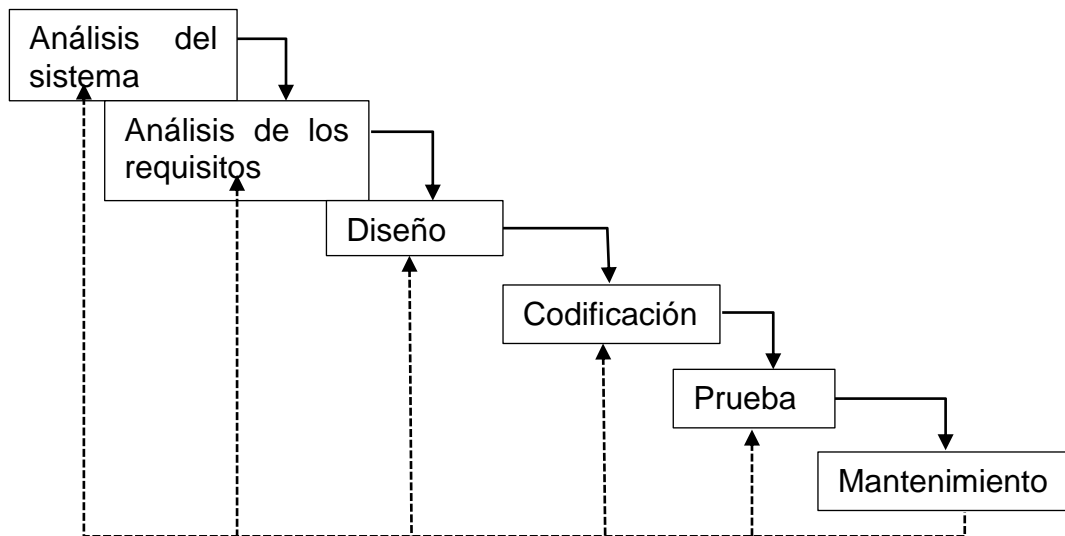 Análisis del
sistema
Análisis de los
requisitos
Diseño
Codificación
Prueba
Mantenimiento